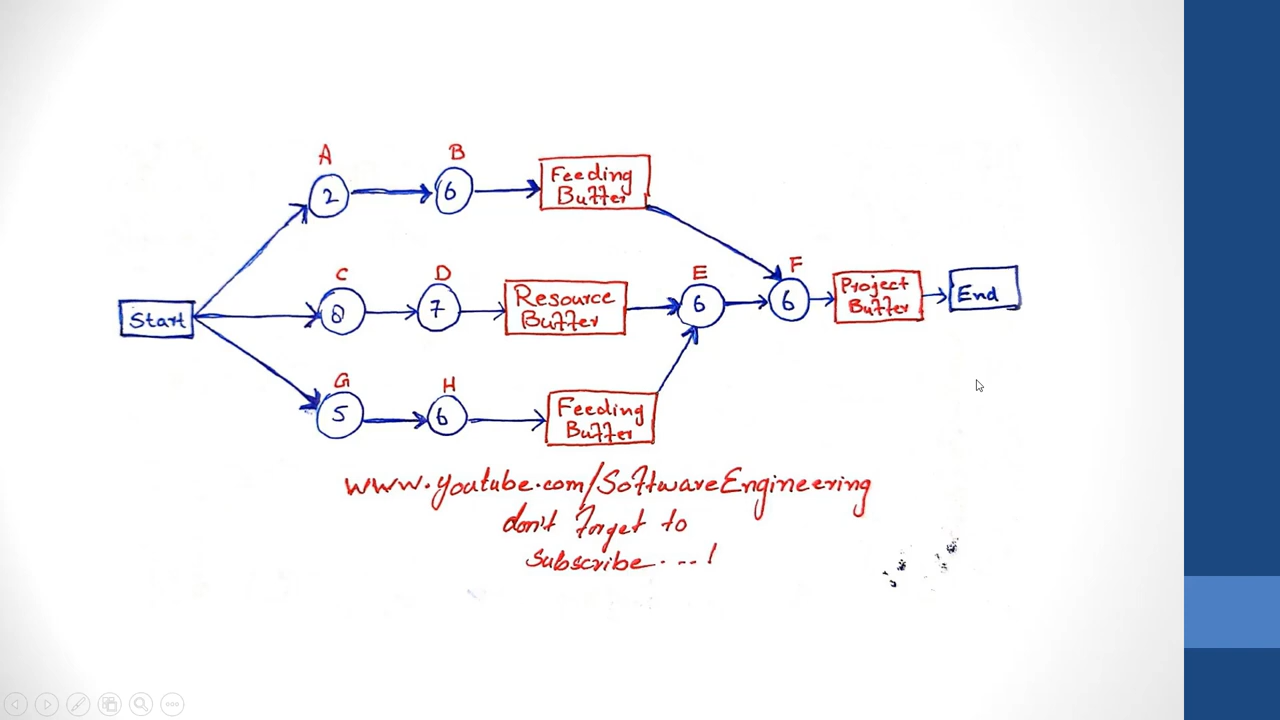 A
B
2
6
Feeding
Buffer
Start
C
D
8
7
Resource
Buffer
E
F
6
6
Project
Buffer
End
G
H
5
6
Feeding
Buffer
www.youtube.com/SoftwareEngineering
don't forget to
subscribe....!